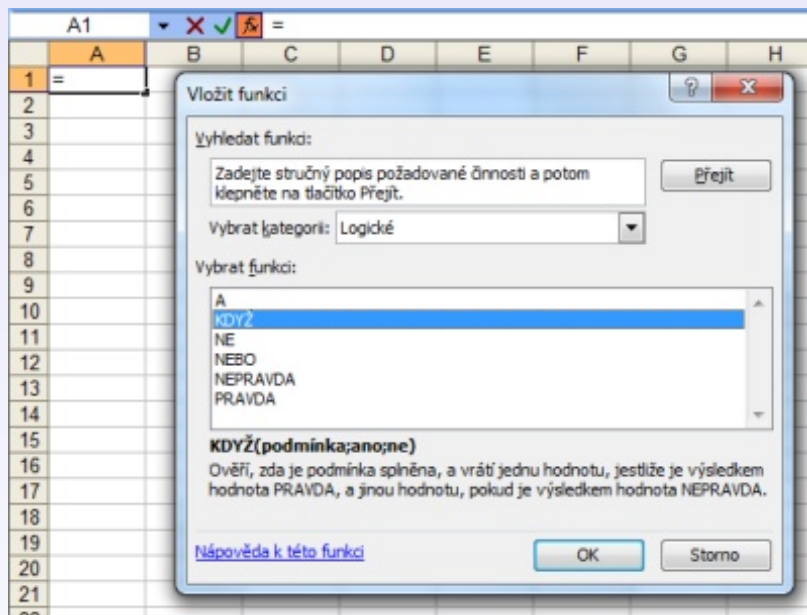 A1 fx =
A B C D E F G H
1 =
Vložit funkci
2
3
Vyhledat funkci:
4
Zadejte stručný popis požadované činnosti a potom
klepněte na tlačítko Přejít.
Přejít
5
6
7
Vybrat kategorii: Logické
8
Vybrat funkci:
9
A
10
KDYŽ
11
NE
12
NEBO
13
NEPRAVDA
PRAVDA
14
15
KDYŽ(podmínka;ano;ne)
16
Ověří, zda je podmínka splněna, a vrátí jednu hodnotu, jestliže je výsledkem
17
hodnota PRAVDA, a jinou hodnotu, pokud je výsledkem hodnota NEPRAVDA.
18
19
Nápověda k této funkci OK Storno
20
21